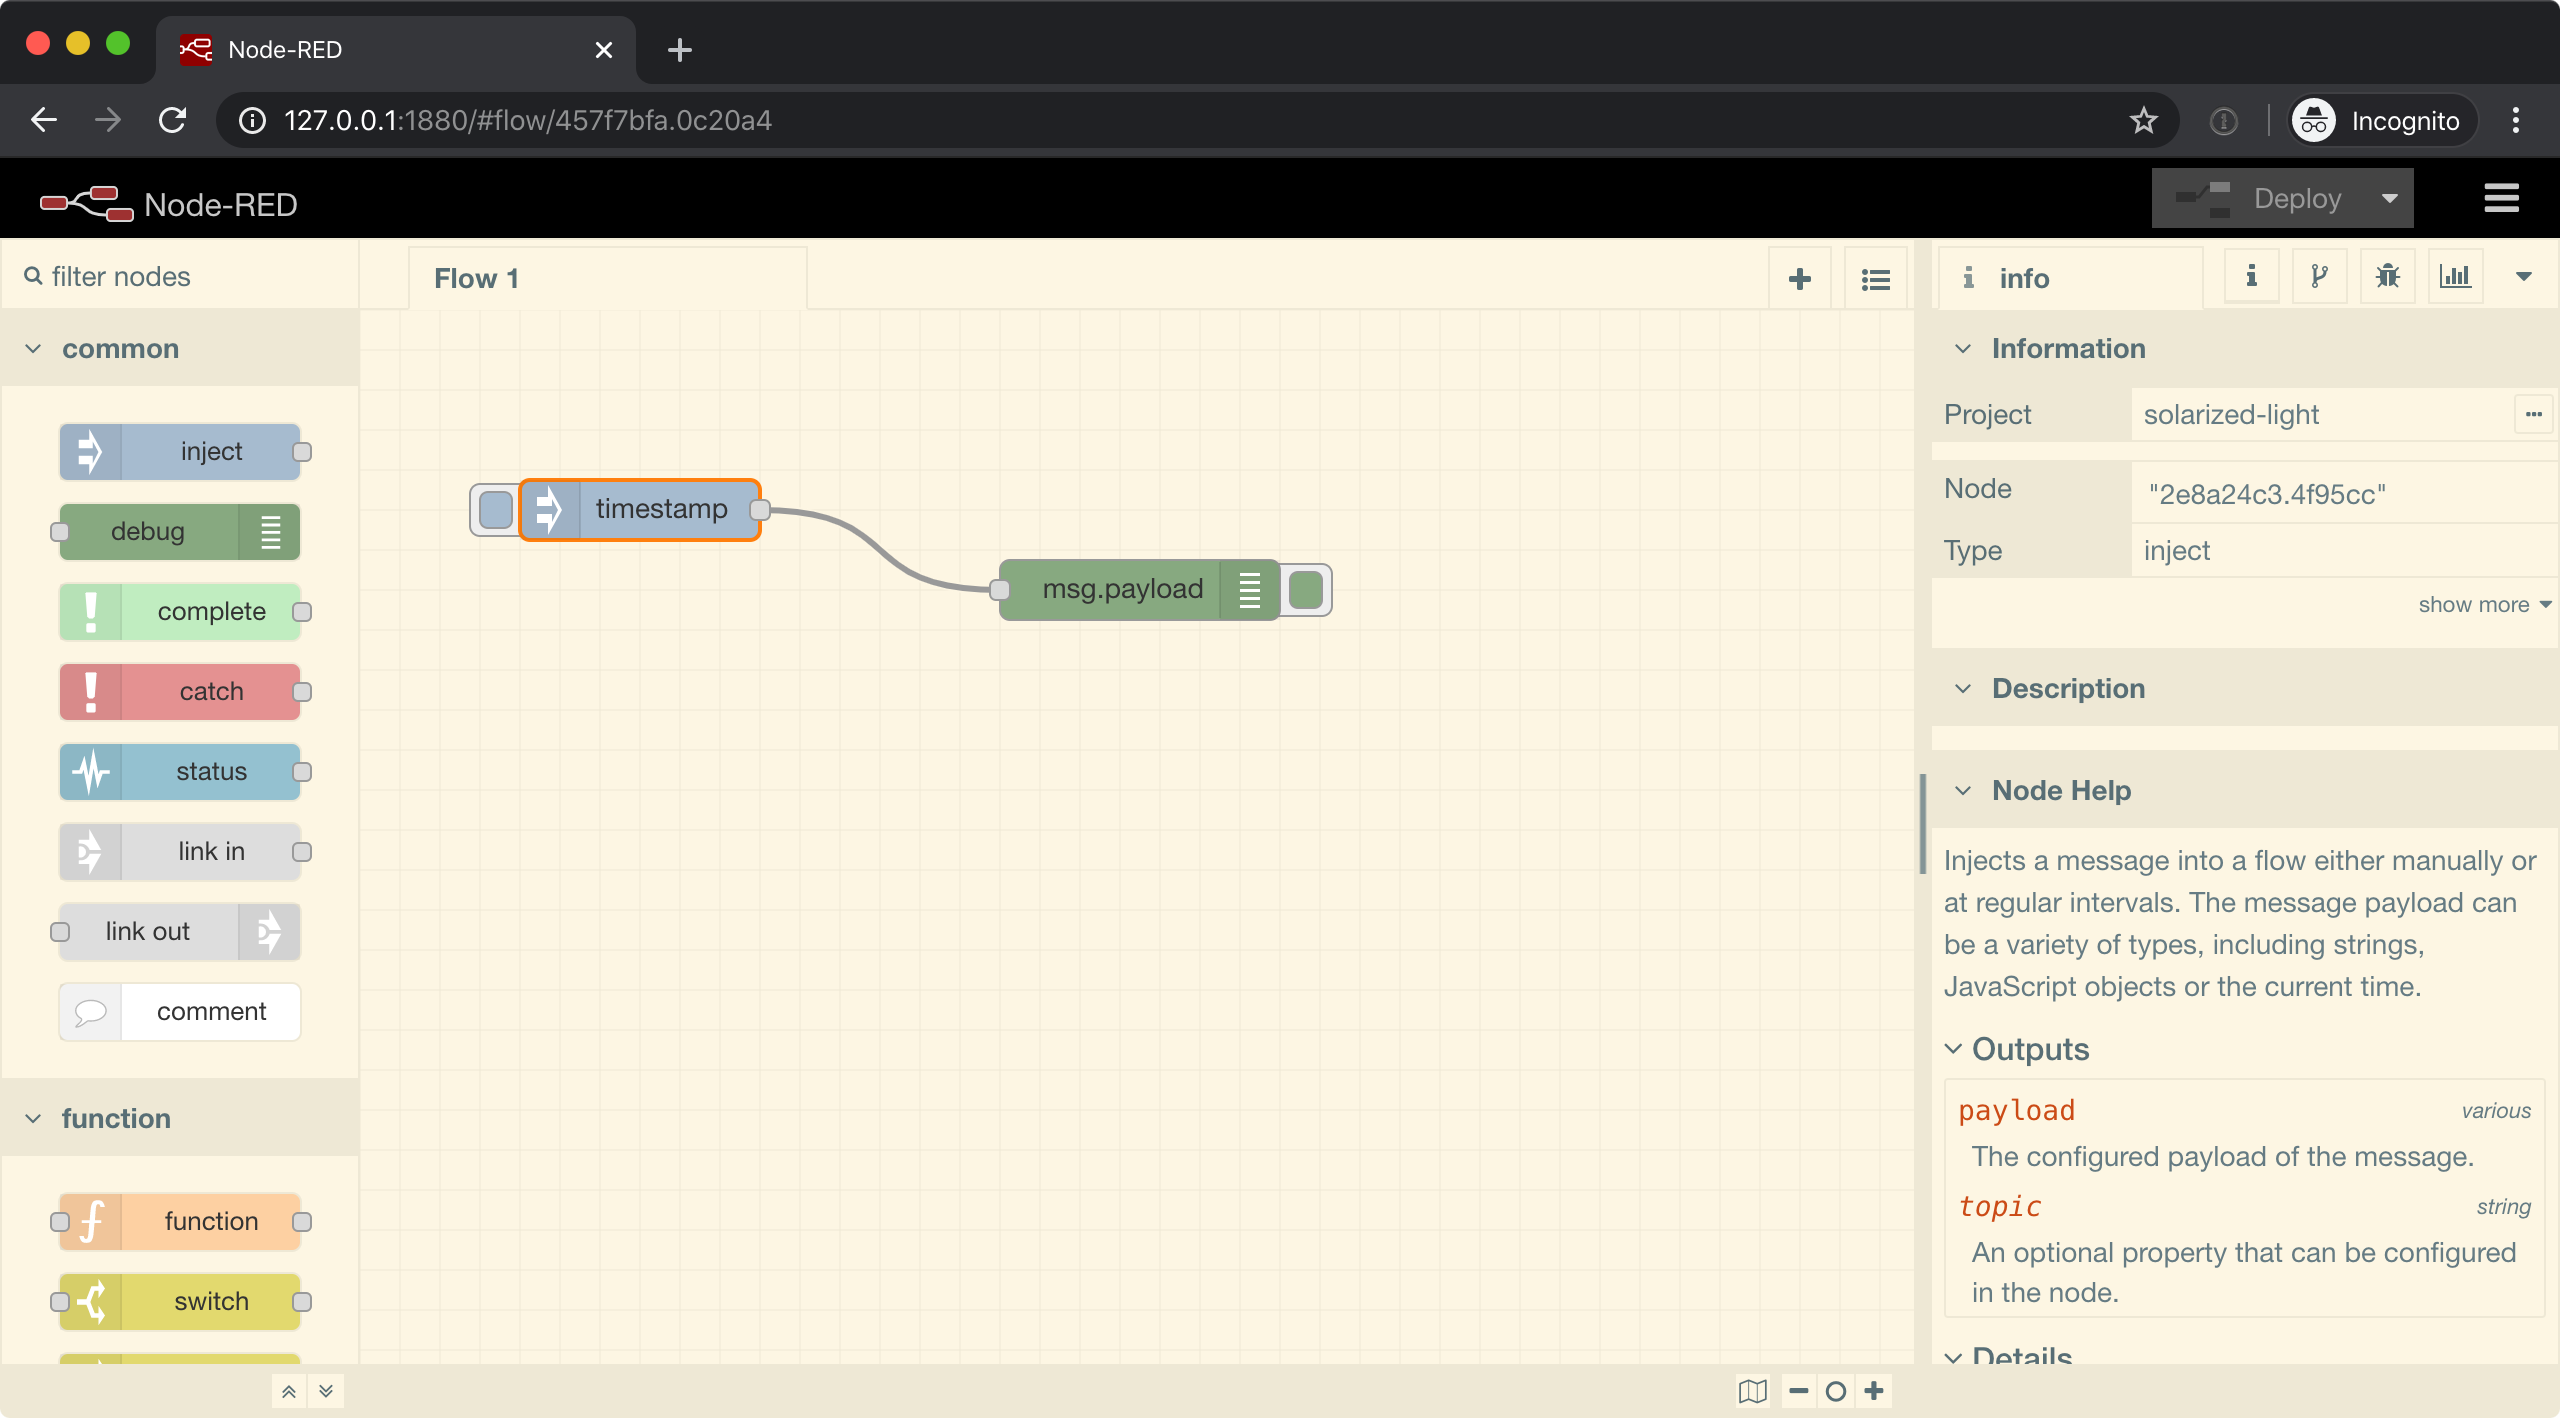 Node-RED
127.0.0.1:1880/#flow/457f7bfa.0c20a4
Incognito
Node-RED
Deploy
filter nodes
common
inject
debug
complete
catch
status
link in
link out
comment
function
function
switch
Flow 1
timestamp
msg.payload
info
Information
Project solarized-light
Node "2e8a24c3.4f95cc"
Type inject
show more
Description
Node Help
Injects a message into a flow either manually or
at regular intervals. The message payload can
be a variety of types, including strings,
JavaScript objects or the current time.
Outputs
payload various
The configured payload of the message.
topic string
An optional property that can be configured
in the node.
Details